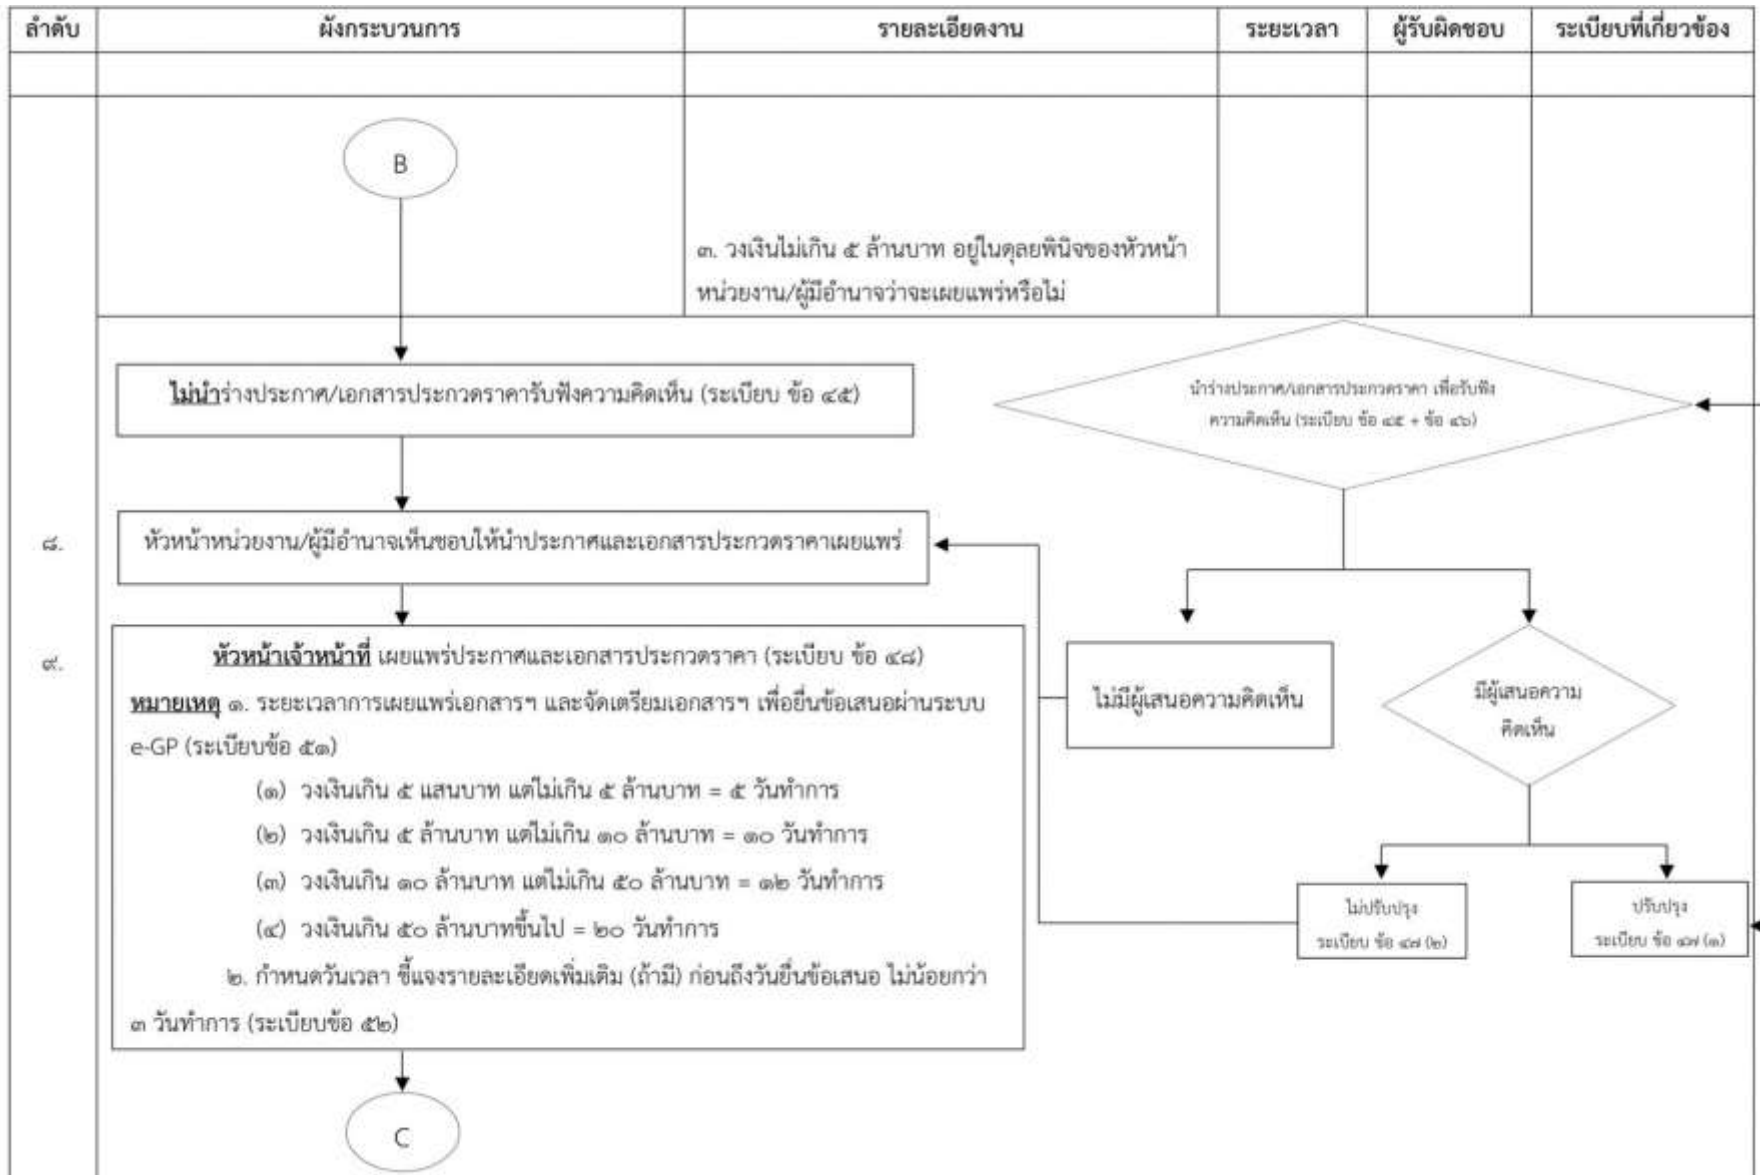 ลำดับ ผังกระบวนการ รายละเอียดงาน ระยะเวลา ผู้รับผิดชอบ ระเบียบที่เกี่ยวข้อง
B
๓. วงเงินไม่เกิน ๕ ล้านบาท อยู่ในดุลยพินิจของหัวหน้า
หน่วยงาน/ผู้มีอำนาจว่าจะเผยแพร่หรือไม่
ไม่นำร่างประกาศ/เอกสารประกวดราคารับฟังความคิดเห็น (ระเบียบ ข้อ ๔๕)
นำร่างประกาศ/เอกสารประกวดราคา เพื่อรับฟัง
ความคิดเห็น (ระเบียบ ข้อ ๔๕ + ข้อ ๔๖)
๘.
หัวหน้าหน่วยงาน/ผู้มีอำนาจเห็นชอบให้นำประกาศและเอกสารประกวดราคาเผยแพร่
๙.
หัวหน้าเจ้าหน้าที่ เผยแพร่ประกาศและเอกสารประกวดราคา (ระเบียบ ข้อ ๔๘)
หมายเหตุ ๑. ระยะเวลาการเผยแพร่เอกสารฯ และจัดเตรียมเอกสารฯ เพื่อยื่นข้อเสนอผ่านระบบ
e-GP (ระเบียบข้อ ๕๑)
(๑) วงเงินเกิน ๕ แสนบาท แต่ไม่เกิน ๕ ล้านบาท = ๕ วันทำการ
(๒) วงเงินเกิน ๕ ล้านบาท แต่ไม่เกิน ๑๐ ล้านบาท = ๑๐ วันทำการ
(๓) วงเงินเกิน ๑๐ ล้านบาท แต่ไม่เกิน ๕๐ ล้านบาท = ๑๒ วันทำการ
(๔) วงเงินเกิน ๕๐ ล้านบาทขึ้นไป = ๒๐ วันทำการ
๒. กำหนดวันเวลา ชี้แจงรายละเอียดเพิ่มเติม (ถ้ามี) ก่อนถึงวันยื่นข้อเสนอ ไม่น้อยกว่า
๓ วันทำการ (ระเบียบข้อ ๕๒)
ไม่มีผู้เสนอความคิดเห็น
มีผู้เสนอความ
คิดเห็น
ไม่ปรับปรุง
ระเบียบ ข้อ ๔๗ (๒)
ปรับปรุง
ระเบียบ ข้อ ๔๗ (๑)
C